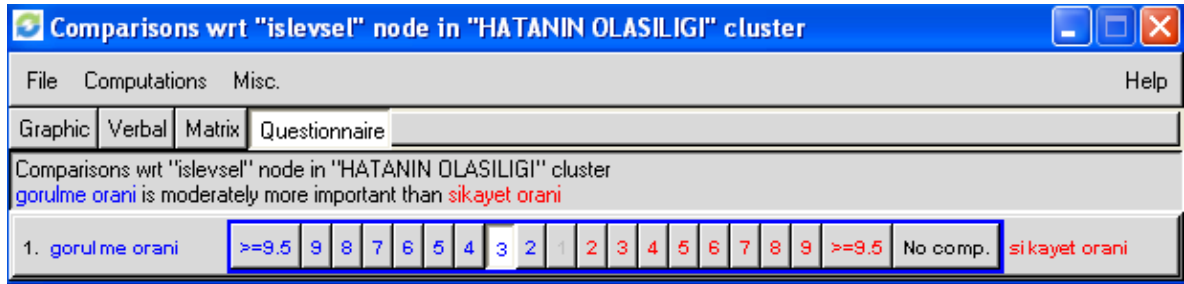 Comparisons wrt "islevsel" node in "HATANIN OLASILIGI" cluster
File Computations Misc. Help
Graphic Verbal Matrix Questionnaire
Comparisons wrt "islevsel" node in "HATANIN OLASILIGI" cluster
gorulme orani is moderately more important than sikayet orani
1. gorulme orani >=9.5 9 8 7 6 5 4 3 2 1 2 3 4 5 6 7 8 9 >=9.5 No comp. sikayet orani